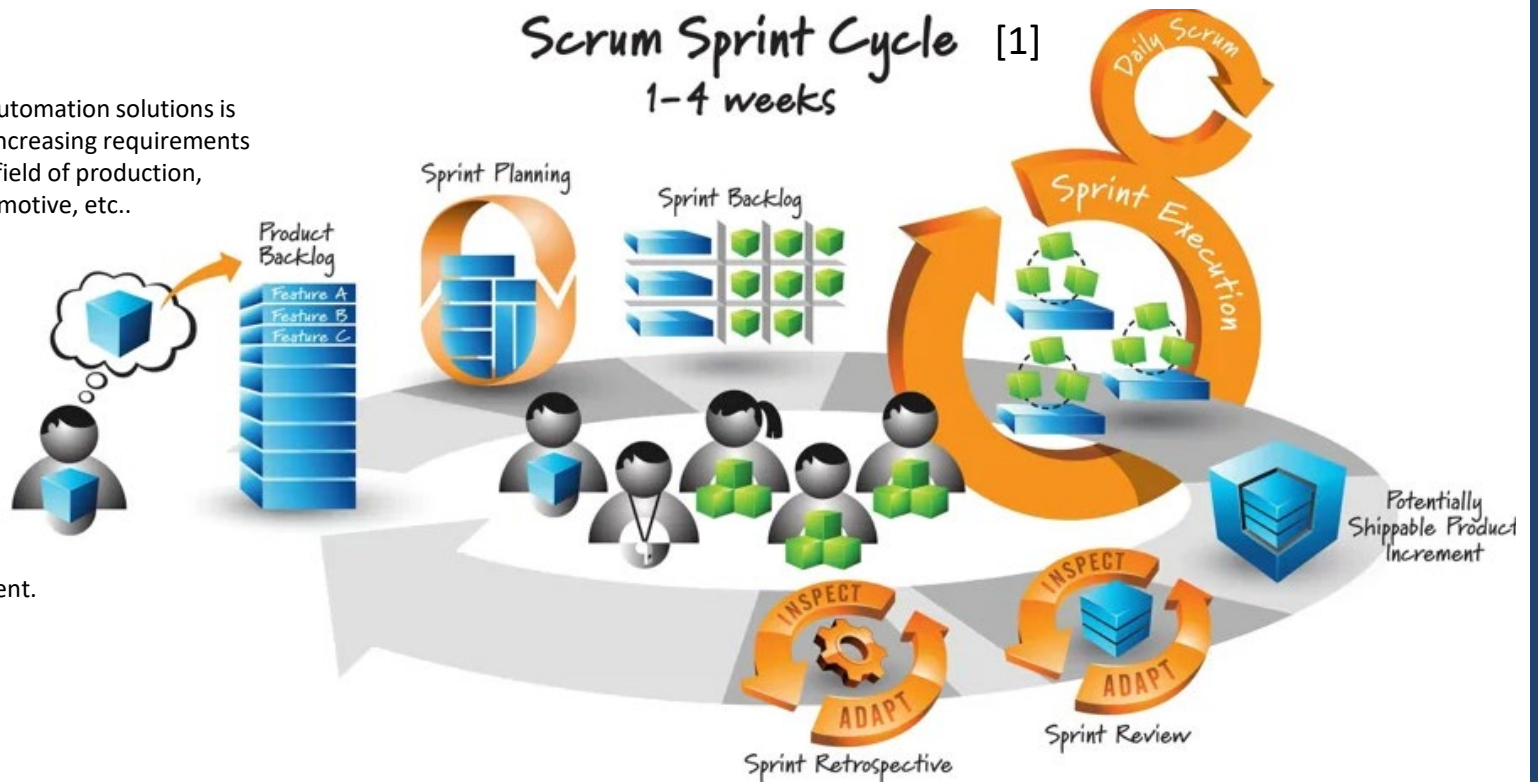 Scrum Sprint Cycle [1]
1-4 weeks
utomation solutions is
ncreasing requirements
field of production,
motive, etc..
ent.
Product
Backlog
Feature A
Feature B
Feature C
Sprint Planning
Sprint Backlog
Daily Scrum
Sprint Execution
Potentially
Shippable Product
Increment
INSPECT
ADAPT
Sprint Review
INSPECT
ADAPT
Sprint Retrospective